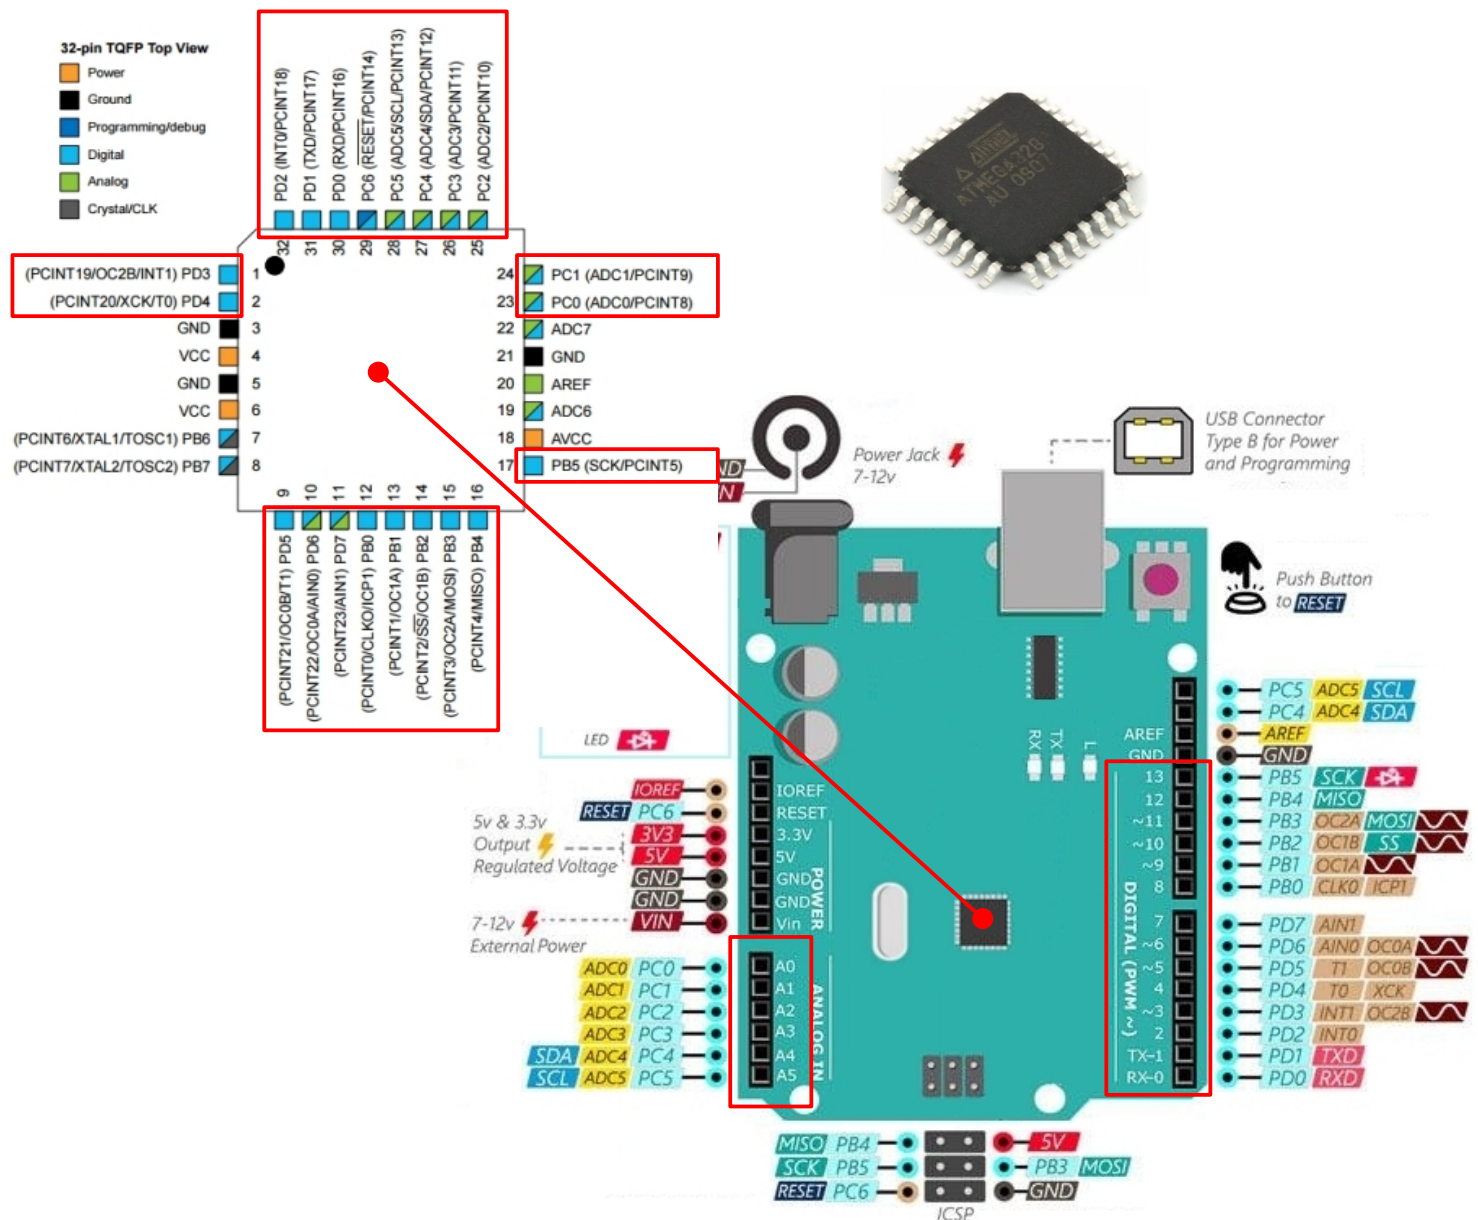 32-pin TQFP Top View
Power
Ground
Programming/debug
Digital
Analog
Crystal/CLK
PD2 (INT0/PCINT18)
PD1 (TXD/PCINT17)
PD0 (RXD/PCINT16)
PC6 (RESET/PCINT14)
PC5 (ADC5/SCL/PCINT13)
PC4 (ADC4/SDA/PCINT12)
PC3 (ADC3/PCINT11)
PC2 (ADC2/PCINT10)
32 31 30 29 28 27 26 25
(PCINT19/OC2B/INT1) PD3 1
(PCINT20/XCK/T0) PD4 2
GND 3
VCC 4
GND 5
VCC 6
(PCINT6/XTAL1/TOSC1) PB6 7
(PCINT7/XTAL2/TOSC2) PB7 8
24 PC1 (ADC1/PCINT9)
23 PC0 (ADC0/PCINT8)
22 ADC7
21 GND
20 AREF
19 ADC6
18 AVCC
17 PB5 (SCK/PCINT5)
9 10 11 12 13 14 15 16
(PCINT21/OC0B/T1) PD5
(PCINT22/OC0A/AIN0) PD6
(PCINT23/AIN1) PD7
(PCINT0/CLKO/ICP1) PB0
(PCINT1/OC1A) PB1
(PCINT2/SS/OC1B) PB2
(PCINT3/OC2A/MOSI) PB3
(PCINT4/MISO) PB4
Atmel
ATMEGA328
ND
N
Power Jack
7-12v
USB Connector
Type B for Power
and Programming
Push Button
to RESET
LED
IOREF
RESET PC6
3V3
5V
GND
GND
VIN
5v & 3.3v
Output
Regulated Voltage
7-12v
External Power
ADC0 PC0
ADC1 PC1
ADC2 PC2
ADC3 PC3
SDA ADC4 PC4
SCL ADC5 PC5
IOREF
RESET
3.3V
5V
GND
GND
Vin
POWER
A0
A1
A2
A3
A4
A5
ANALOG IN
RX
TX
L
AREF
GND
13
12
~11
~10
~9
8
7
~6
~5
4
~3
2
TX-1
RX-0
DIGITAL (PWM ~)
PC5 ADC5 SCL
PC4 ADC4 SDA
AREF
GND
PB5 SCK
PB4 MISO
PB3 OC2A MOSI
PB2 OC1B SS
PB1 OC1A
PB0 CLK0 ICP1
PD7 AIN1
PD6 AIN0 OC0A
PD5 T1 OC0B
PD4 T0 XCK
PD3 INT1 OC2B
PD2 INT0
PD1 TXD
PD0 RXD
MISO PB4
SCK PB5
RESET PC6
5V
PB3 MOSI
GND
ICSP